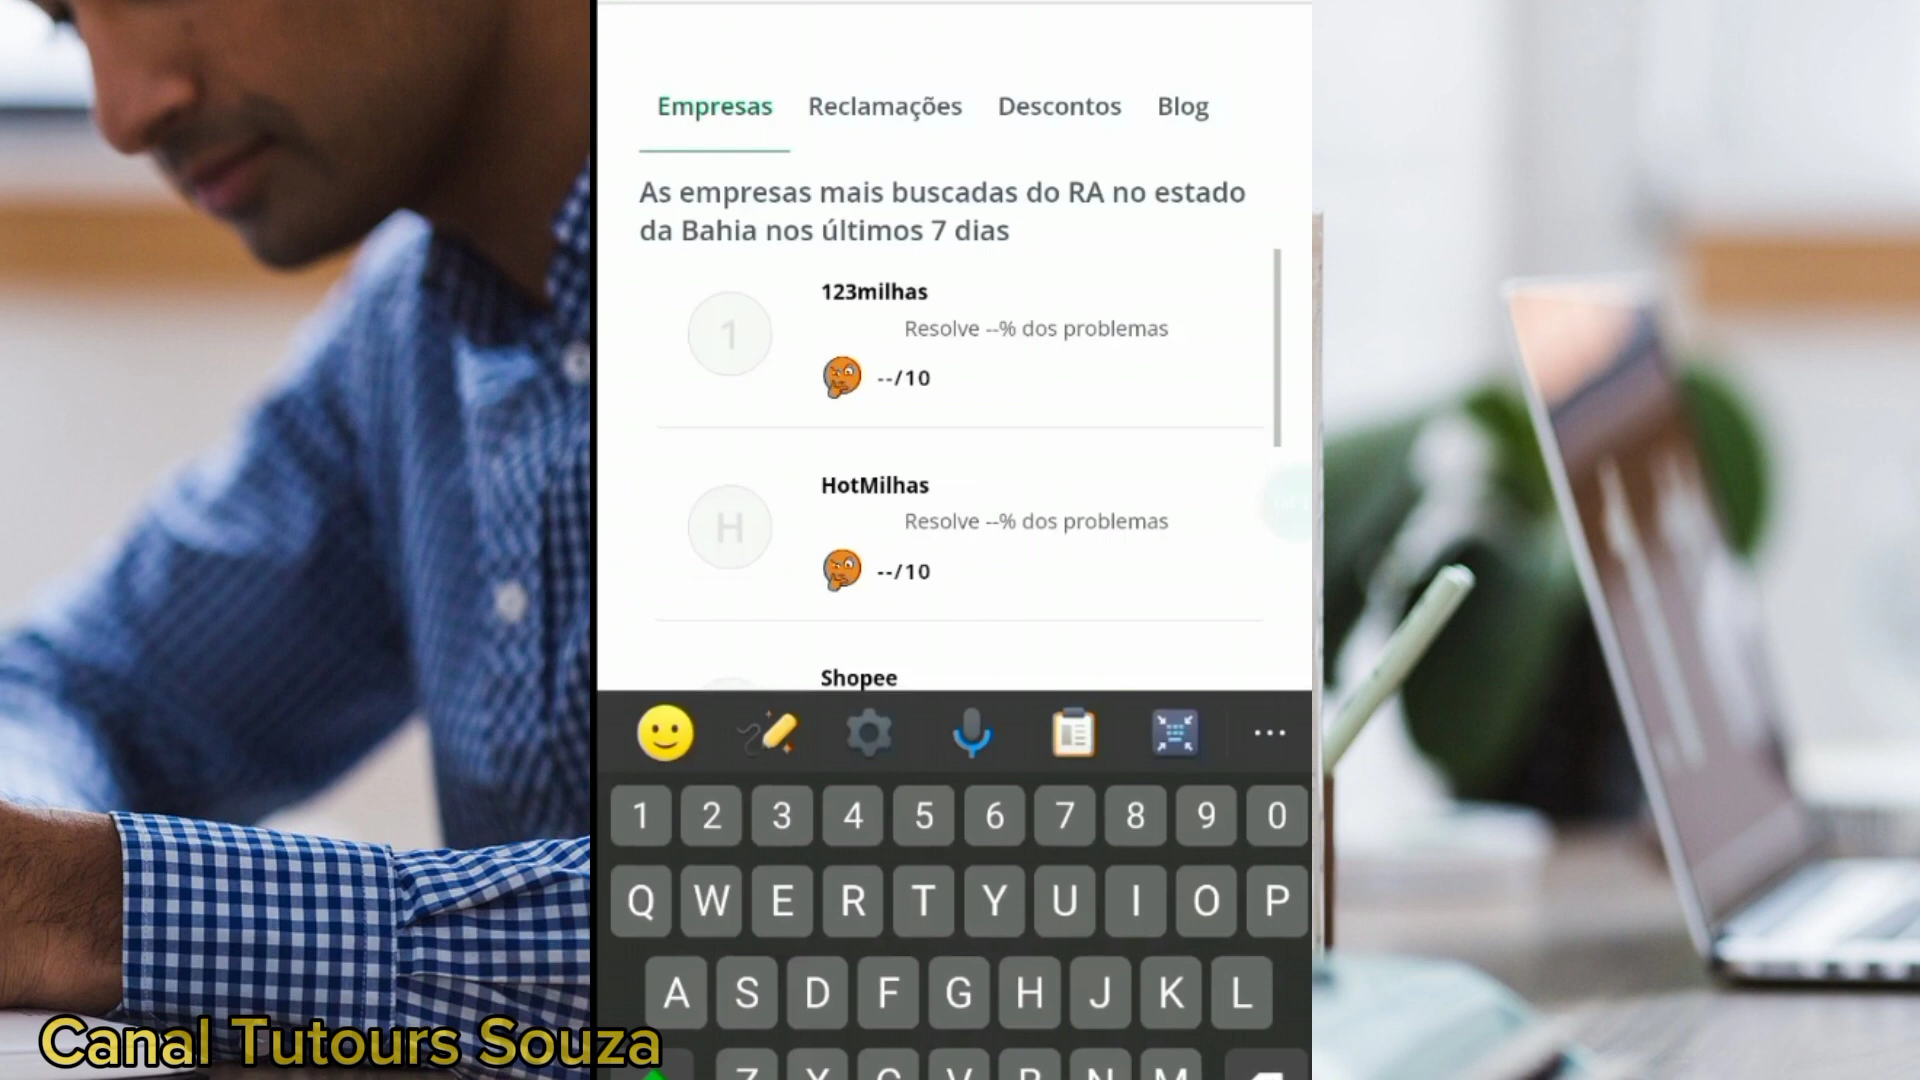 Empresas Reclamações Descontos Blog
As empresas mais buscadas do RA no estado
da Bahia nos últimos 7 dias
123milhas
1
Resolve --% dos problemas
--/10
HotMilhas
H
Resolve --% dos problemas
--/10
Shopee
1 2 3 4 5 6 7 8 9 0
Q W E R T Y U I O P
A S D F G H J K L
Z X C V B N M
Canal Tutours Souza